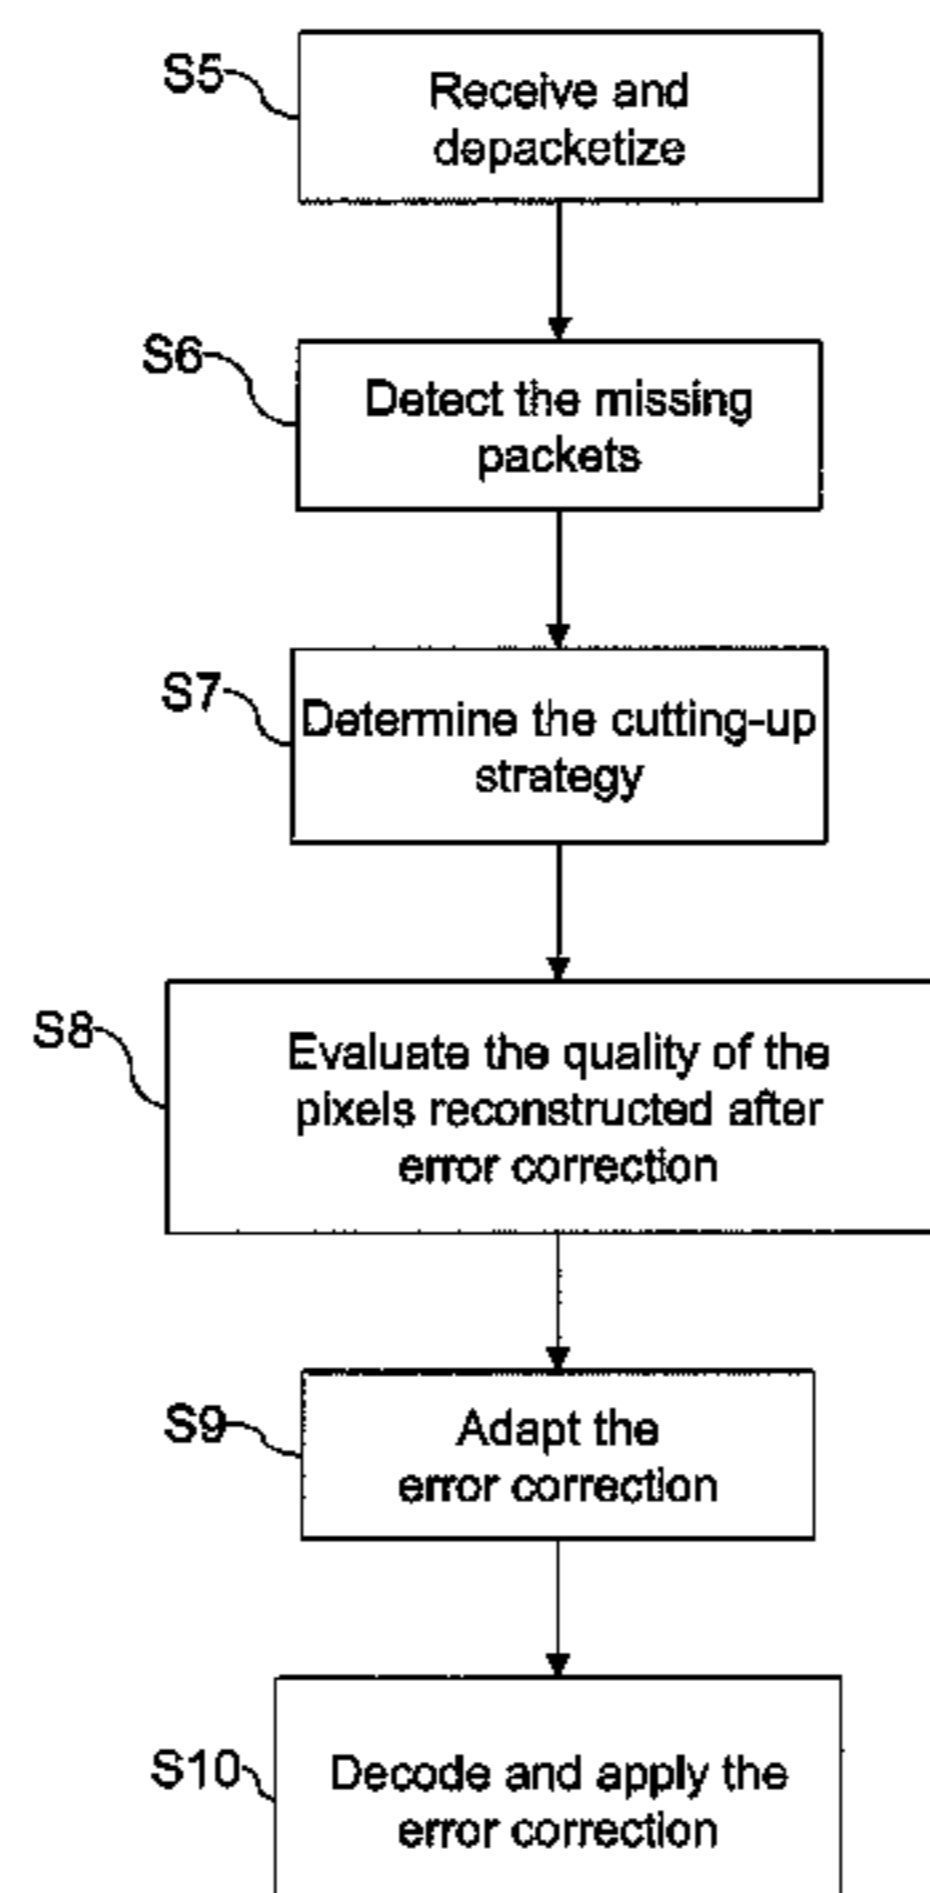 S5
Receive and
depacketize
S6
Detect the missing
packets
S7
Determine the cutting-up
strategy
S8
Evaluate the quality of the
pixels reconstructed after
error correction
S9
Adapt the
error correction
S10
Decode and apply the
error correction